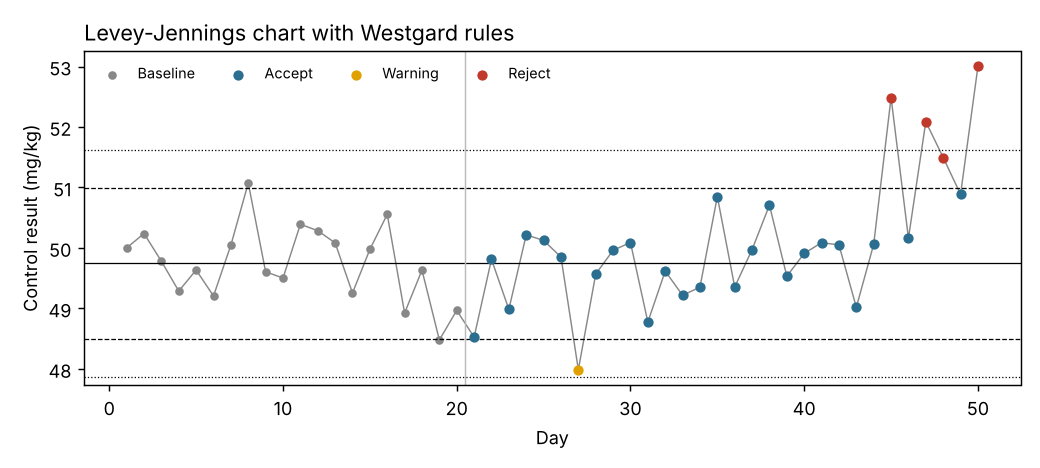 Levey-Jennings chart with Westgard rules
Baseline Accept Warning Reject
Control result (mg/kg)
53
52
51
50
49
48
0 10 20 30 40 50
Day